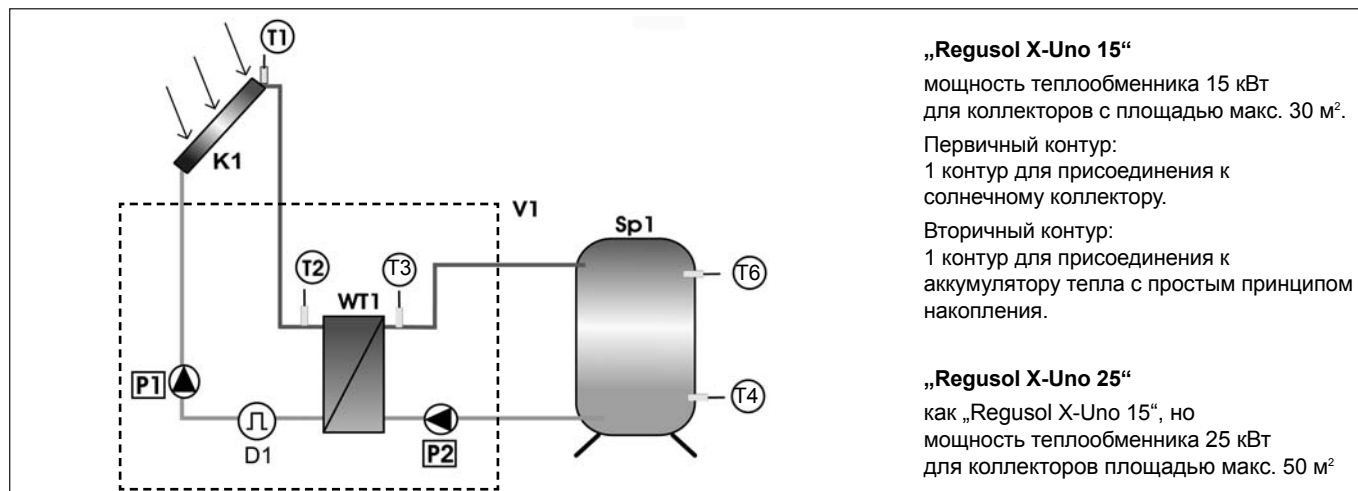 T1
K1
V1
Sp1
T2
T3
T6
WT1
P1
T4
D1
P2
„Regusol X-Uno 15“
мощность теплообменника 15 кВт
для коллекторов с площадью макс. 30 м².
Первичный контур:
1 контур для присоединения к
солнечному коллектору.
Вторичный контур:
1 контур для присоединения к
аккумулятору тепла с простым принципом
накопления.
„Regusol X-Uno 25“
как „Regusol X-Uno 15“, но
мощность теплообменника 25 кВт
для коллекторов площадью макс. 50 м²